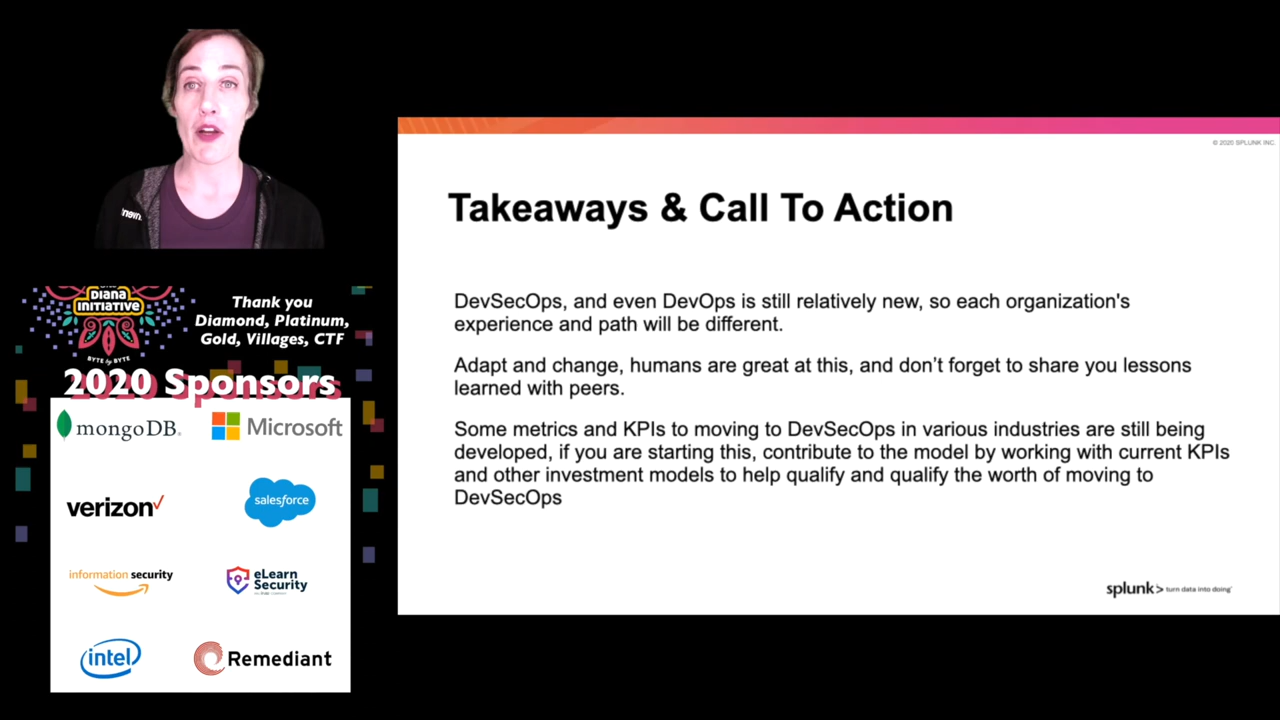 © 2020 SPLUNK INC.
Takeaways & Call To Action
DevSecOps, and even DevOps is still relatively new, so each organization's
experience and path will be different.
Adapt and change, humans are great at this, and don’t forget to share you lessons
learned with peers.
Some metrics and KPIs to moving to DevSecOps in various industries are still being
developed, if you are starting this, contribute to the model by working with current KPIs
and other investment models to help qualify and qualify the worth of moving to
DevSecOps
splunk> turn data into doing
DIANA
INITIATIVE
BYTE by BYTE
Thank you
Diamond, Platinum,
Gold, Villages, CTF
2020 Sponsors
mongoDB
Microsoft
verizon
salesforce
information security
eLearn
Security
intel
Remediant